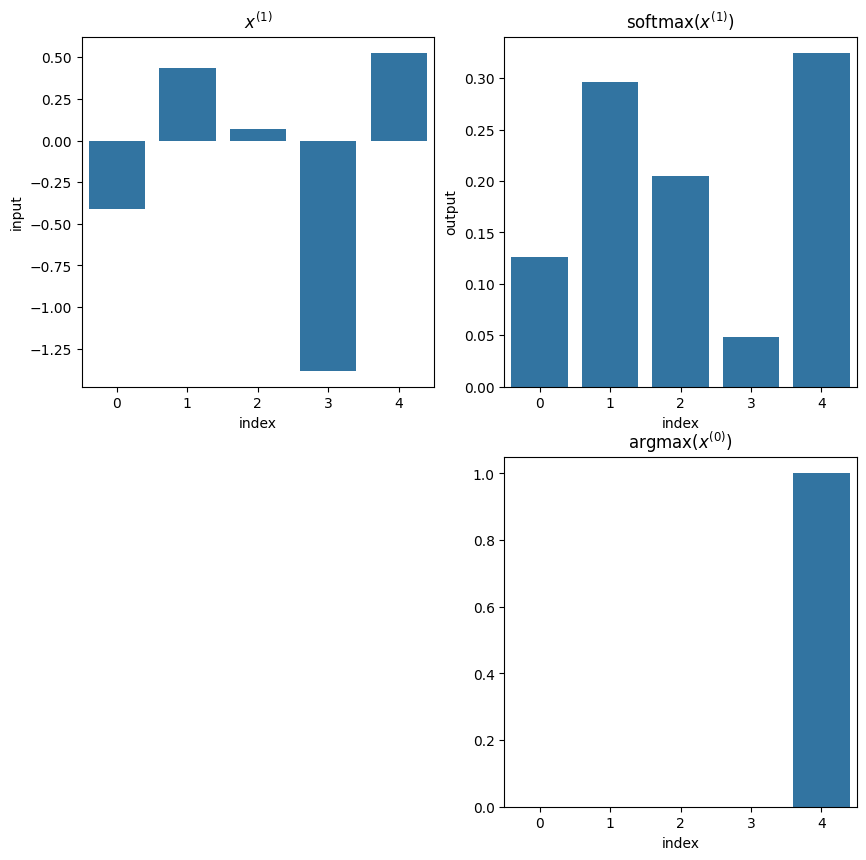 x^{(1)}
0.50
0.25
0.00
−0.25
−0.50
−0.75
−1.00
−1.25
input
0 1 2 3 4
index
softmax(x^{(1)})
0.30
0.25
0.20
0.15
0.10
0.05
0.00
output
0 1 2 3 4
index
argmax(x^{(0)})
1.0
0.8
0.6
0.4
0.2
0.0
0 1 2 3 4
index